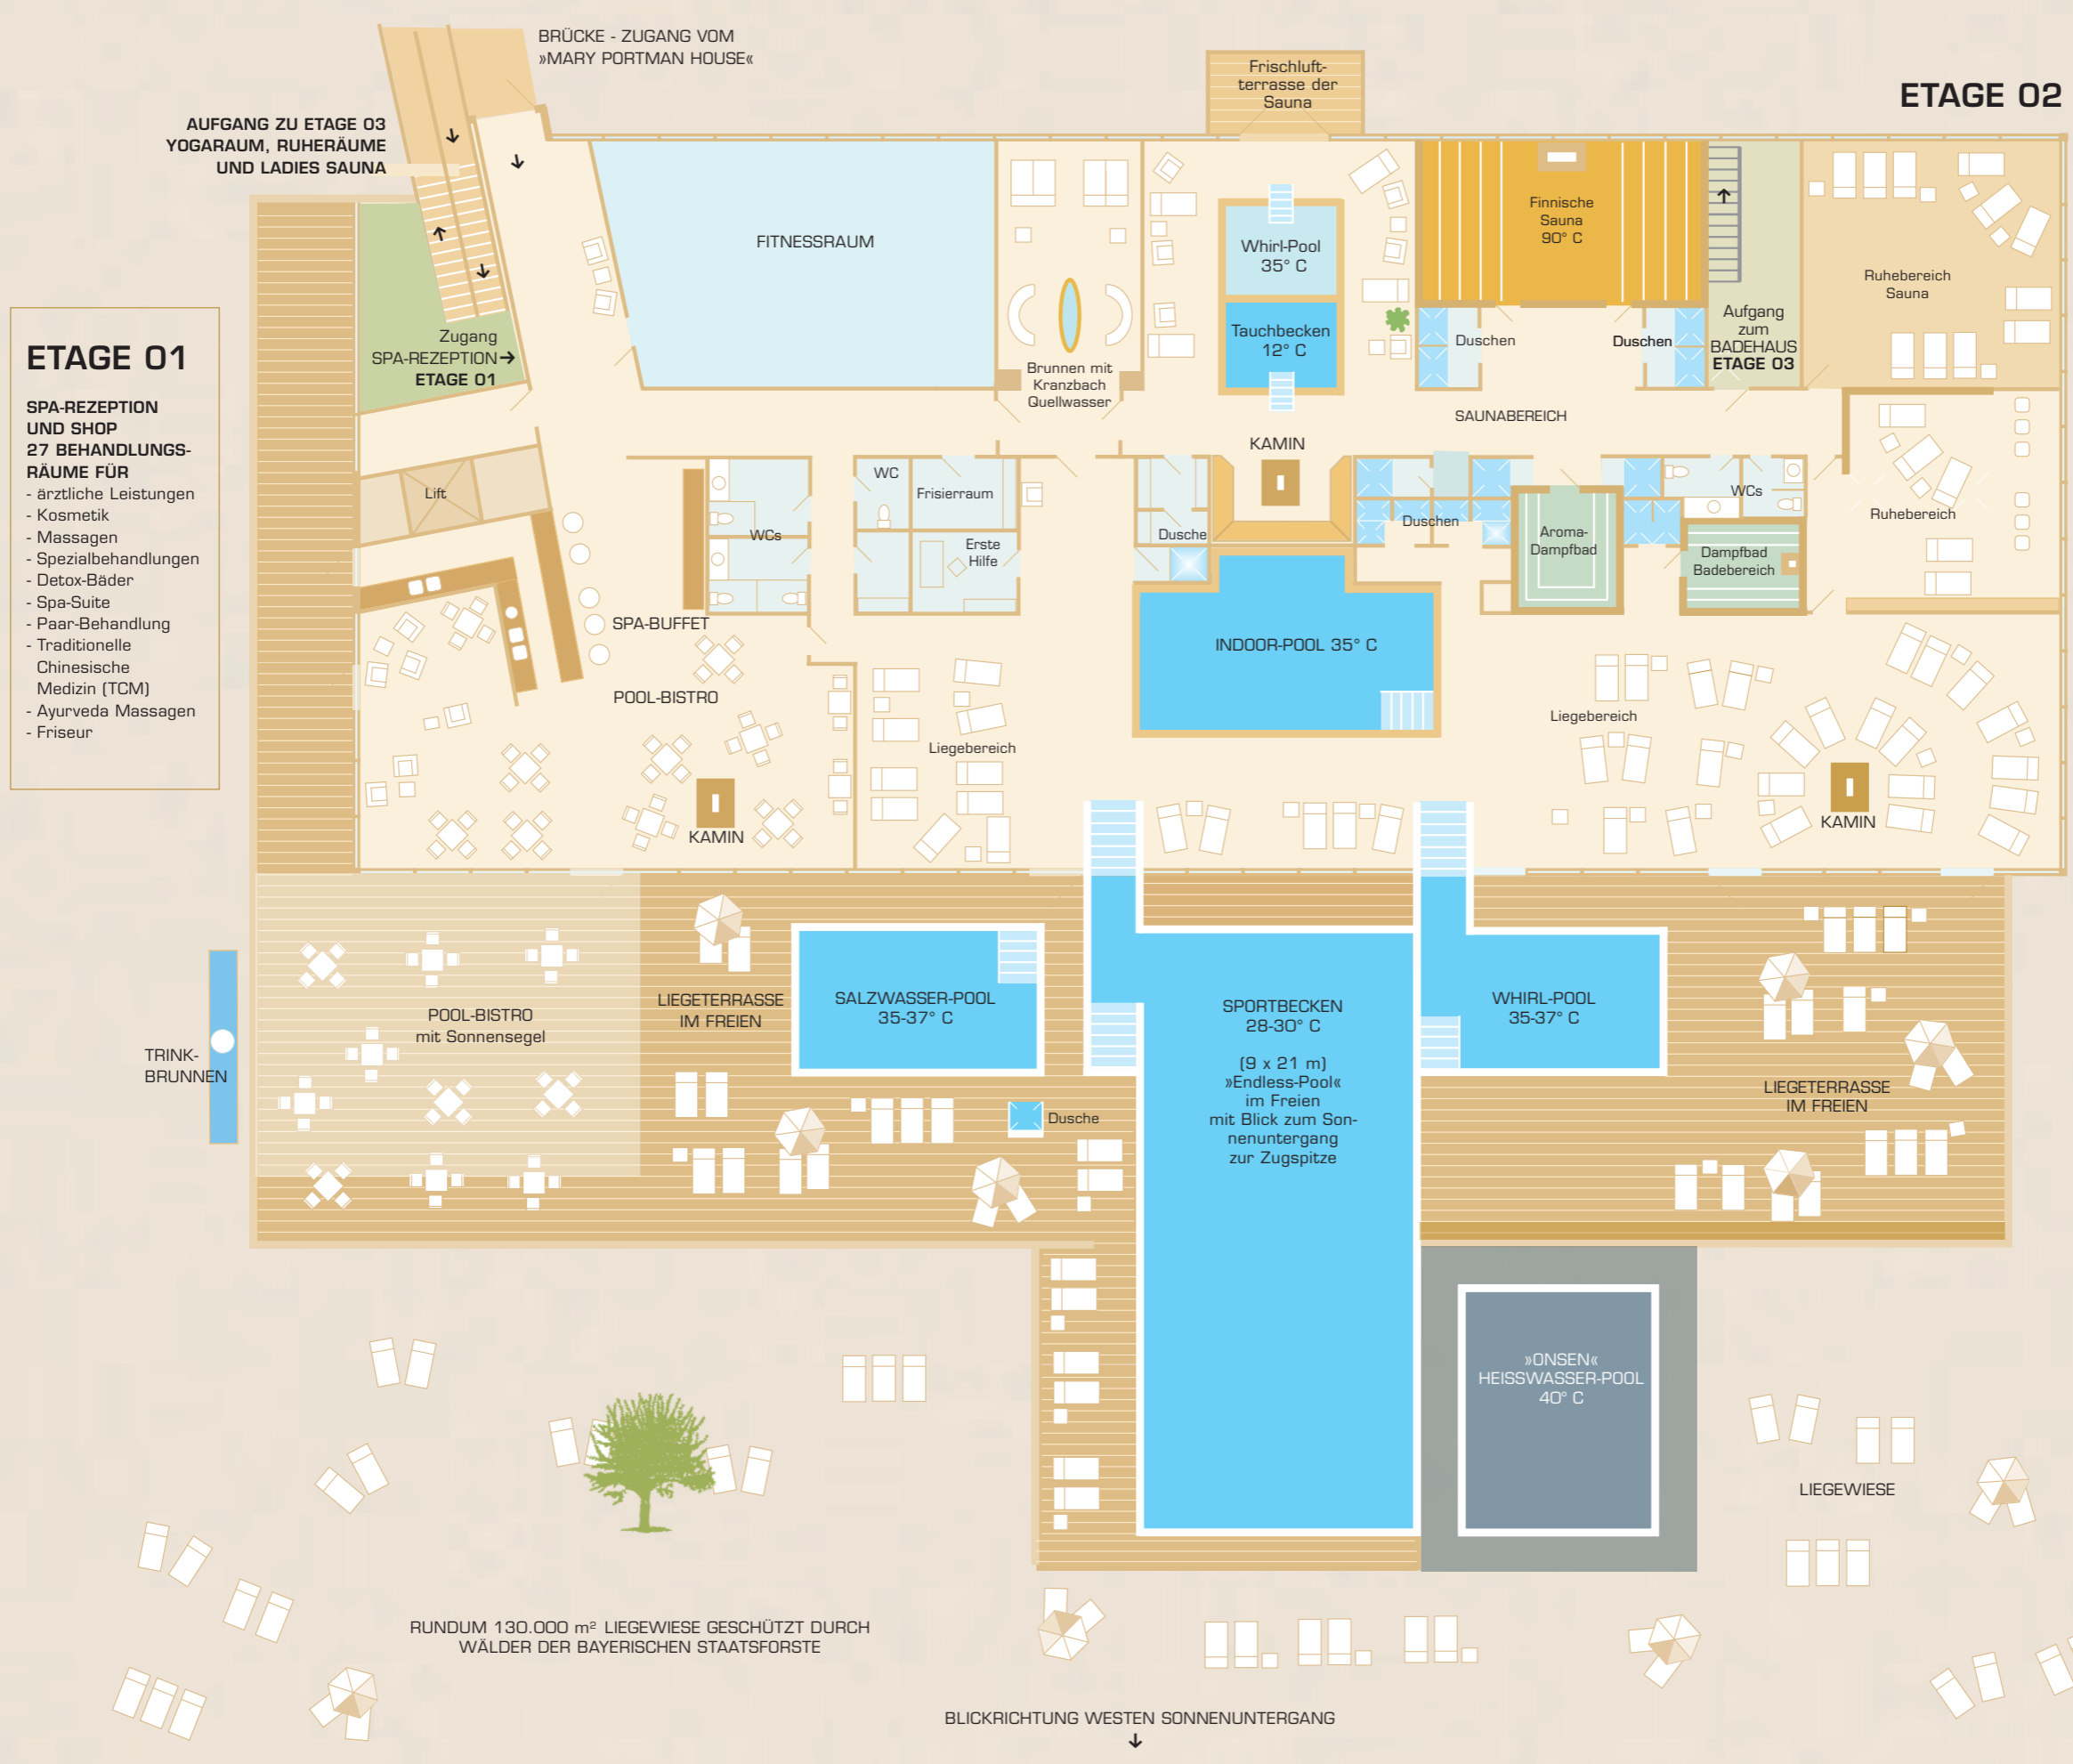 BRÜCKE - ZUGANG VOM
»MARY PORTMAN HOUSE«
ETAGE 02
AUFGANG ZU ETAGE 03
YOGARAUM, RUHERÄUME
UND LADIES SAUNA
Frischluft-
terrasse der
Sauna
FITNESSRAUM
Whirl-Pool
35° C
Tauchbecken
12° C
Finnische
Sauna
90° C
Ruhebereich
Sauna
Zugang
SPA-REZEPTION
ETAGE 01
Brunnen mit
Kranzbach
Quellwasser
Duschen
Duschen
Aufgang
zum
BADEHAUS
ETAGE 03
ETAGE 01
SPA-REZEPTION
UND SHOP
27 BEHANDLUNGS-
RÄUME FÜR
- ärztliche Leistungen
- Kosmetik
- Massagen
- Spezialbehandlungen
- Detox-Bäder
- Spa-Suite
- Paar-Behandlung
- Traditionelle
Chinesische
Medizin (TCM)
- Ayurveda Massagen
- Friseur
SAUNABEREICH
KAMIN
Lift
WCs
WC
Frisierraum
Erste
Hilfe
Dusche
Duschen
Aroma-
Dampfbad
WCs
Dampfbad
Badebereich
Ruhebereich
SPA-BUFFET
POOL-BISTRO
INDOOR-POOL 35° C
Liegebereich
Liegebereich
KAMIN
KAMIN
TRINK-
BRUNNEN
POOL-BISTRO
mit Sonnensegel
LIEGETERRASSE
IM FREIEN
SALZWASSER-POOL
35-37° C
Dusche
SPORTBECKEN
28-30° C
(9 x 21 m)
»Endless-Pool«
im Freien
mit Blick zum Son-
nenuntergang
zur Zugspitze
WHIRL-POOL
35-37° C
LIEGETERRASSE
IM FREIEN
»ONSEN«
HEISSWASSER-POOL
40° C
LIEGEWIESE
RUNDUM 130.000 m² LIEGEWIESE GESCHÜTZT DURCH
WÄLDER DER BAYERISCHEN STAATSFORSTE
BLICKRICHTUNG WESTEN SONNENUNTERGANG